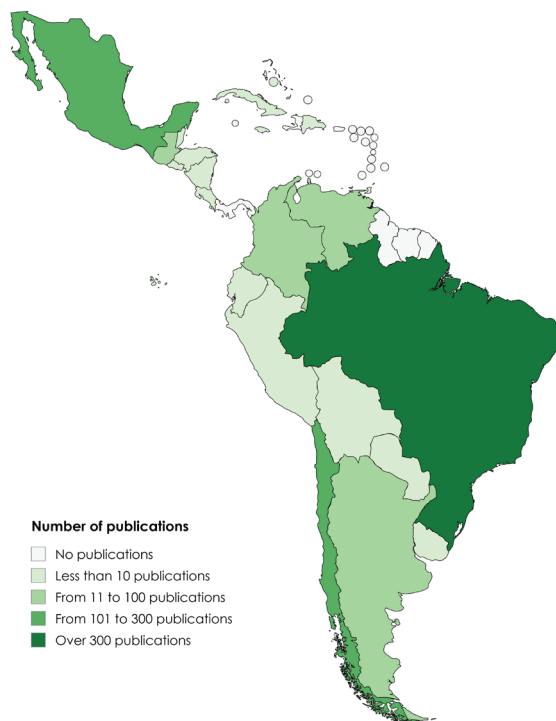 Number of publications
No publications
Less than 10 publications
From 11 to 100 publications
From 101 to 300 publications
Over 300 publications